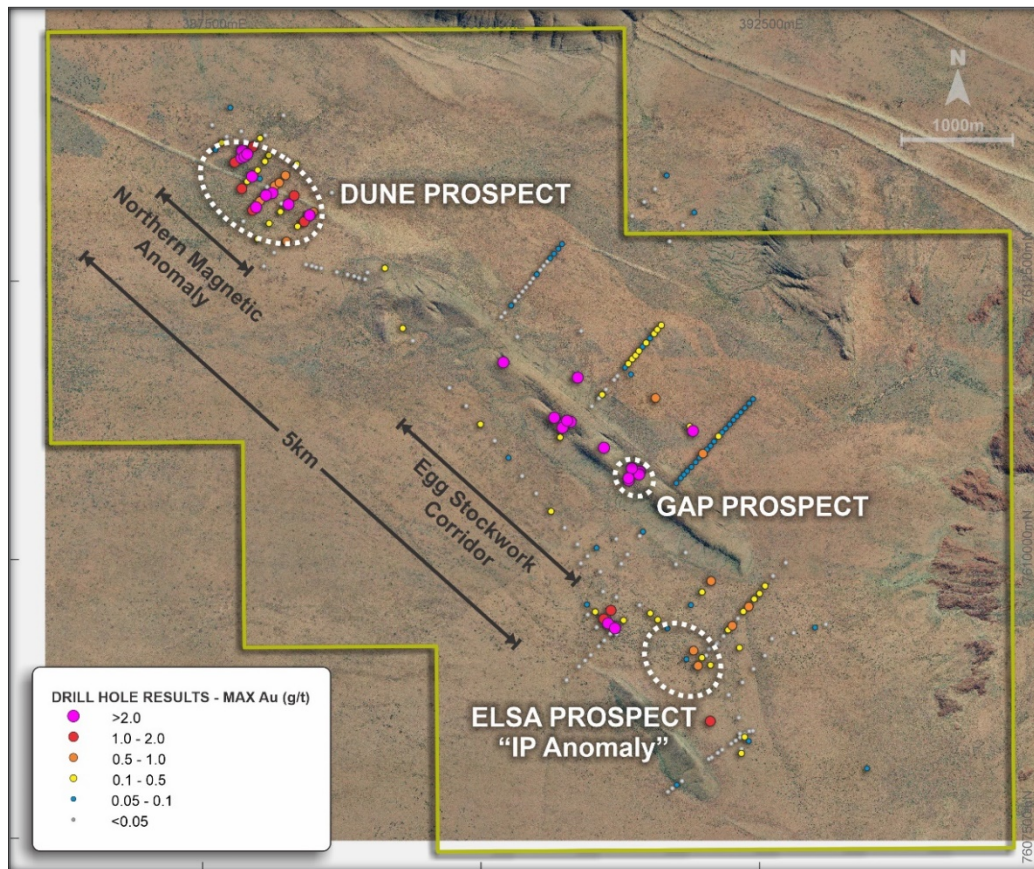 387500mE
392500mE
N
1000m
DUNE PROSPECT
Northern Magnetic
Anomaly
5km
Egg Stockwork
Corridor
GAP PROSPECT
ELSA PROSPECT
“IP Anomaly”
DRILL HOLE RESULTS - MAX Au (g/t)
>2.0
1.0 - 2.0
0.5 - 1.0
0.1 - 0.5
0.05 - 0.1
<0.05